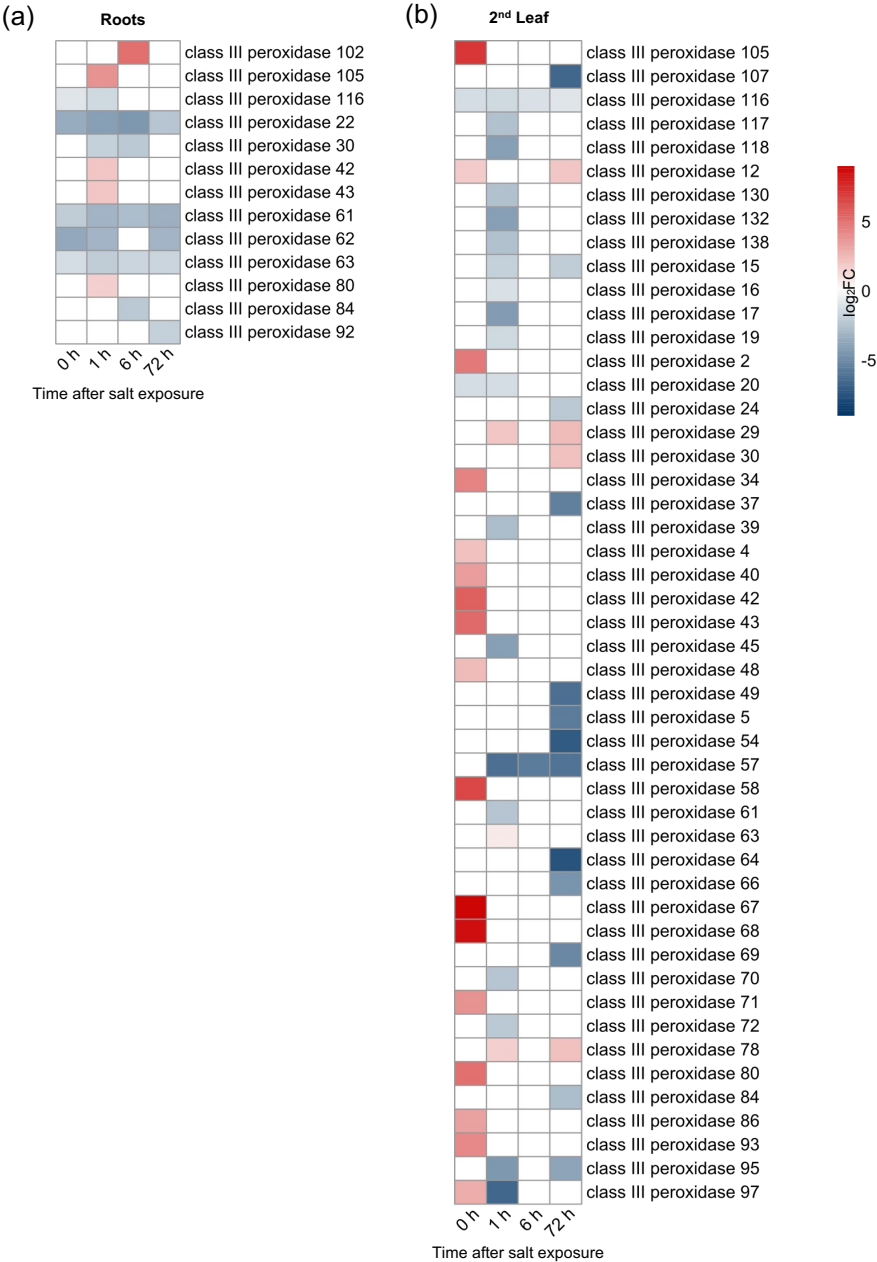 (a)
Roots
class III peroxidase 102
class III peroxidase 105
class III peroxidase 116
class III peroxidase 22
class III peroxidase 30
class III peroxidase 42
class III peroxidase 43
class III peroxidase 61
class III peroxidase 62
class III peroxidase 63
class III peroxidase 80
class III peroxidase 84
class III peroxidase 92
0 h 1 h 6 h 72 h
Time after salt exposure
(b)
2nd Leaf
class III peroxidase 105
class III peroxidase 107
class III peroxidase 116
class III peroxidase 117
class III peroxidase 118
class III peroxidase 12
class III peroxidase 130
class III peroxidase 132
class III peroxidase 138
class III peroxidase 15
class III peroxidase 16
class III peroxidase 17
class III peroxidase 19
class III peroxidase 2
class III peroxidase 20
class III peroxidase 24
class III peroxidase 29
class III peroxidase 30
class III peroxidase 34
class III peroxidase 37
class III peroxidase 39
class III peroxidase 4
class III peroxidase 40
class III peroxidase 42
class III peroxidase 43
class III peroxidase 45
class III peroxidase 48
class III peroxidase 49
class III peroxidase 5
class III peroxidase 54
class III peroxidase 57
class III peroxidase 58
class III peroxidase 61
class III peroxidase 63
class III peroxidase 64
class III peroxidase 66
class III peroxidase 67
class III peroxidase 68
class III peroxidase 69
class III peroxidase 70
class III peroxidase 71
class III peroxidase 72
class III peroxidase 78
class III peroxidase 80
class III peroxidase 84
class III peroxidase 86
class III peroxidase 93
class III peroxidase 95
class III peroxidase 97
0 h 1 h 6 h 72 h
Time after salt exposure
log₂FC
5
0
-5